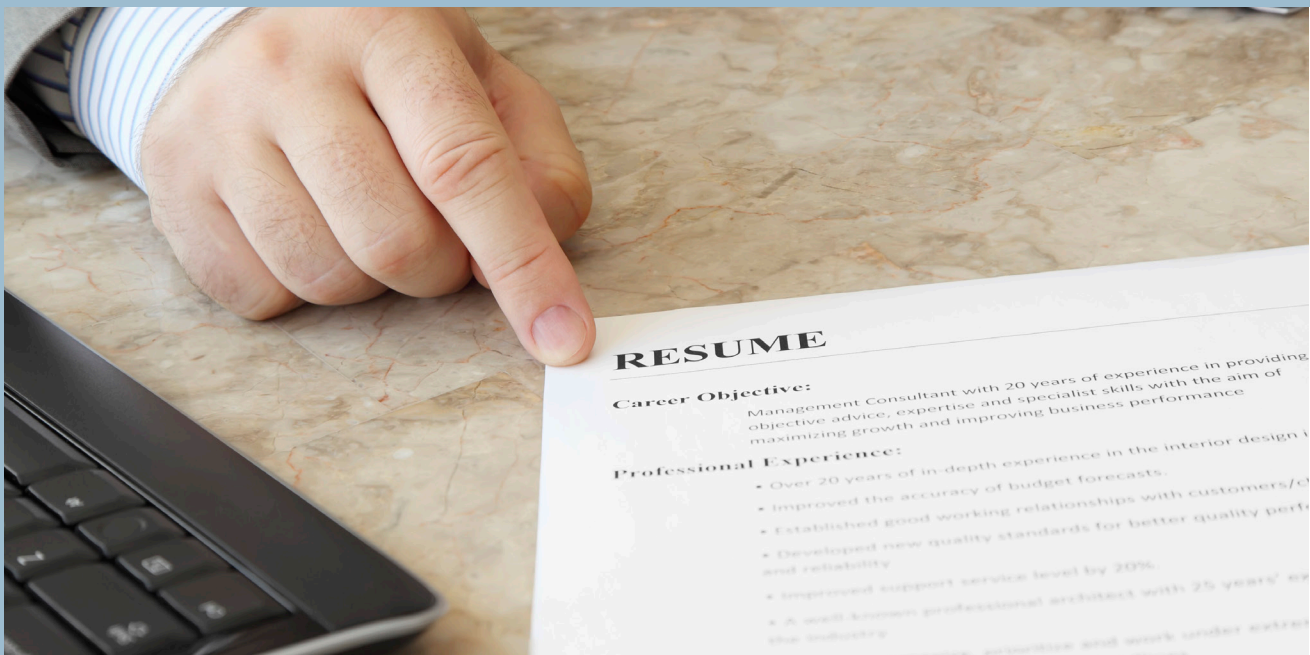 RESUME
Career Objective:
Management Consultant with 20 years of experience in providing
objective advice, expertise and specialist skills with the aim of
maximizing growth and improving business performance
Professional Experience:
• Over 20 years of in-depth experience in the interior design
• Improved the accuracy of budget forecasts.
• Established good working relationships with customers/
• Developed new quality standards for better quality
and reliability
• Improved support service level by 20%.
• A well-known professional architect with 25 years'
the industry
prioritize and work under
Z